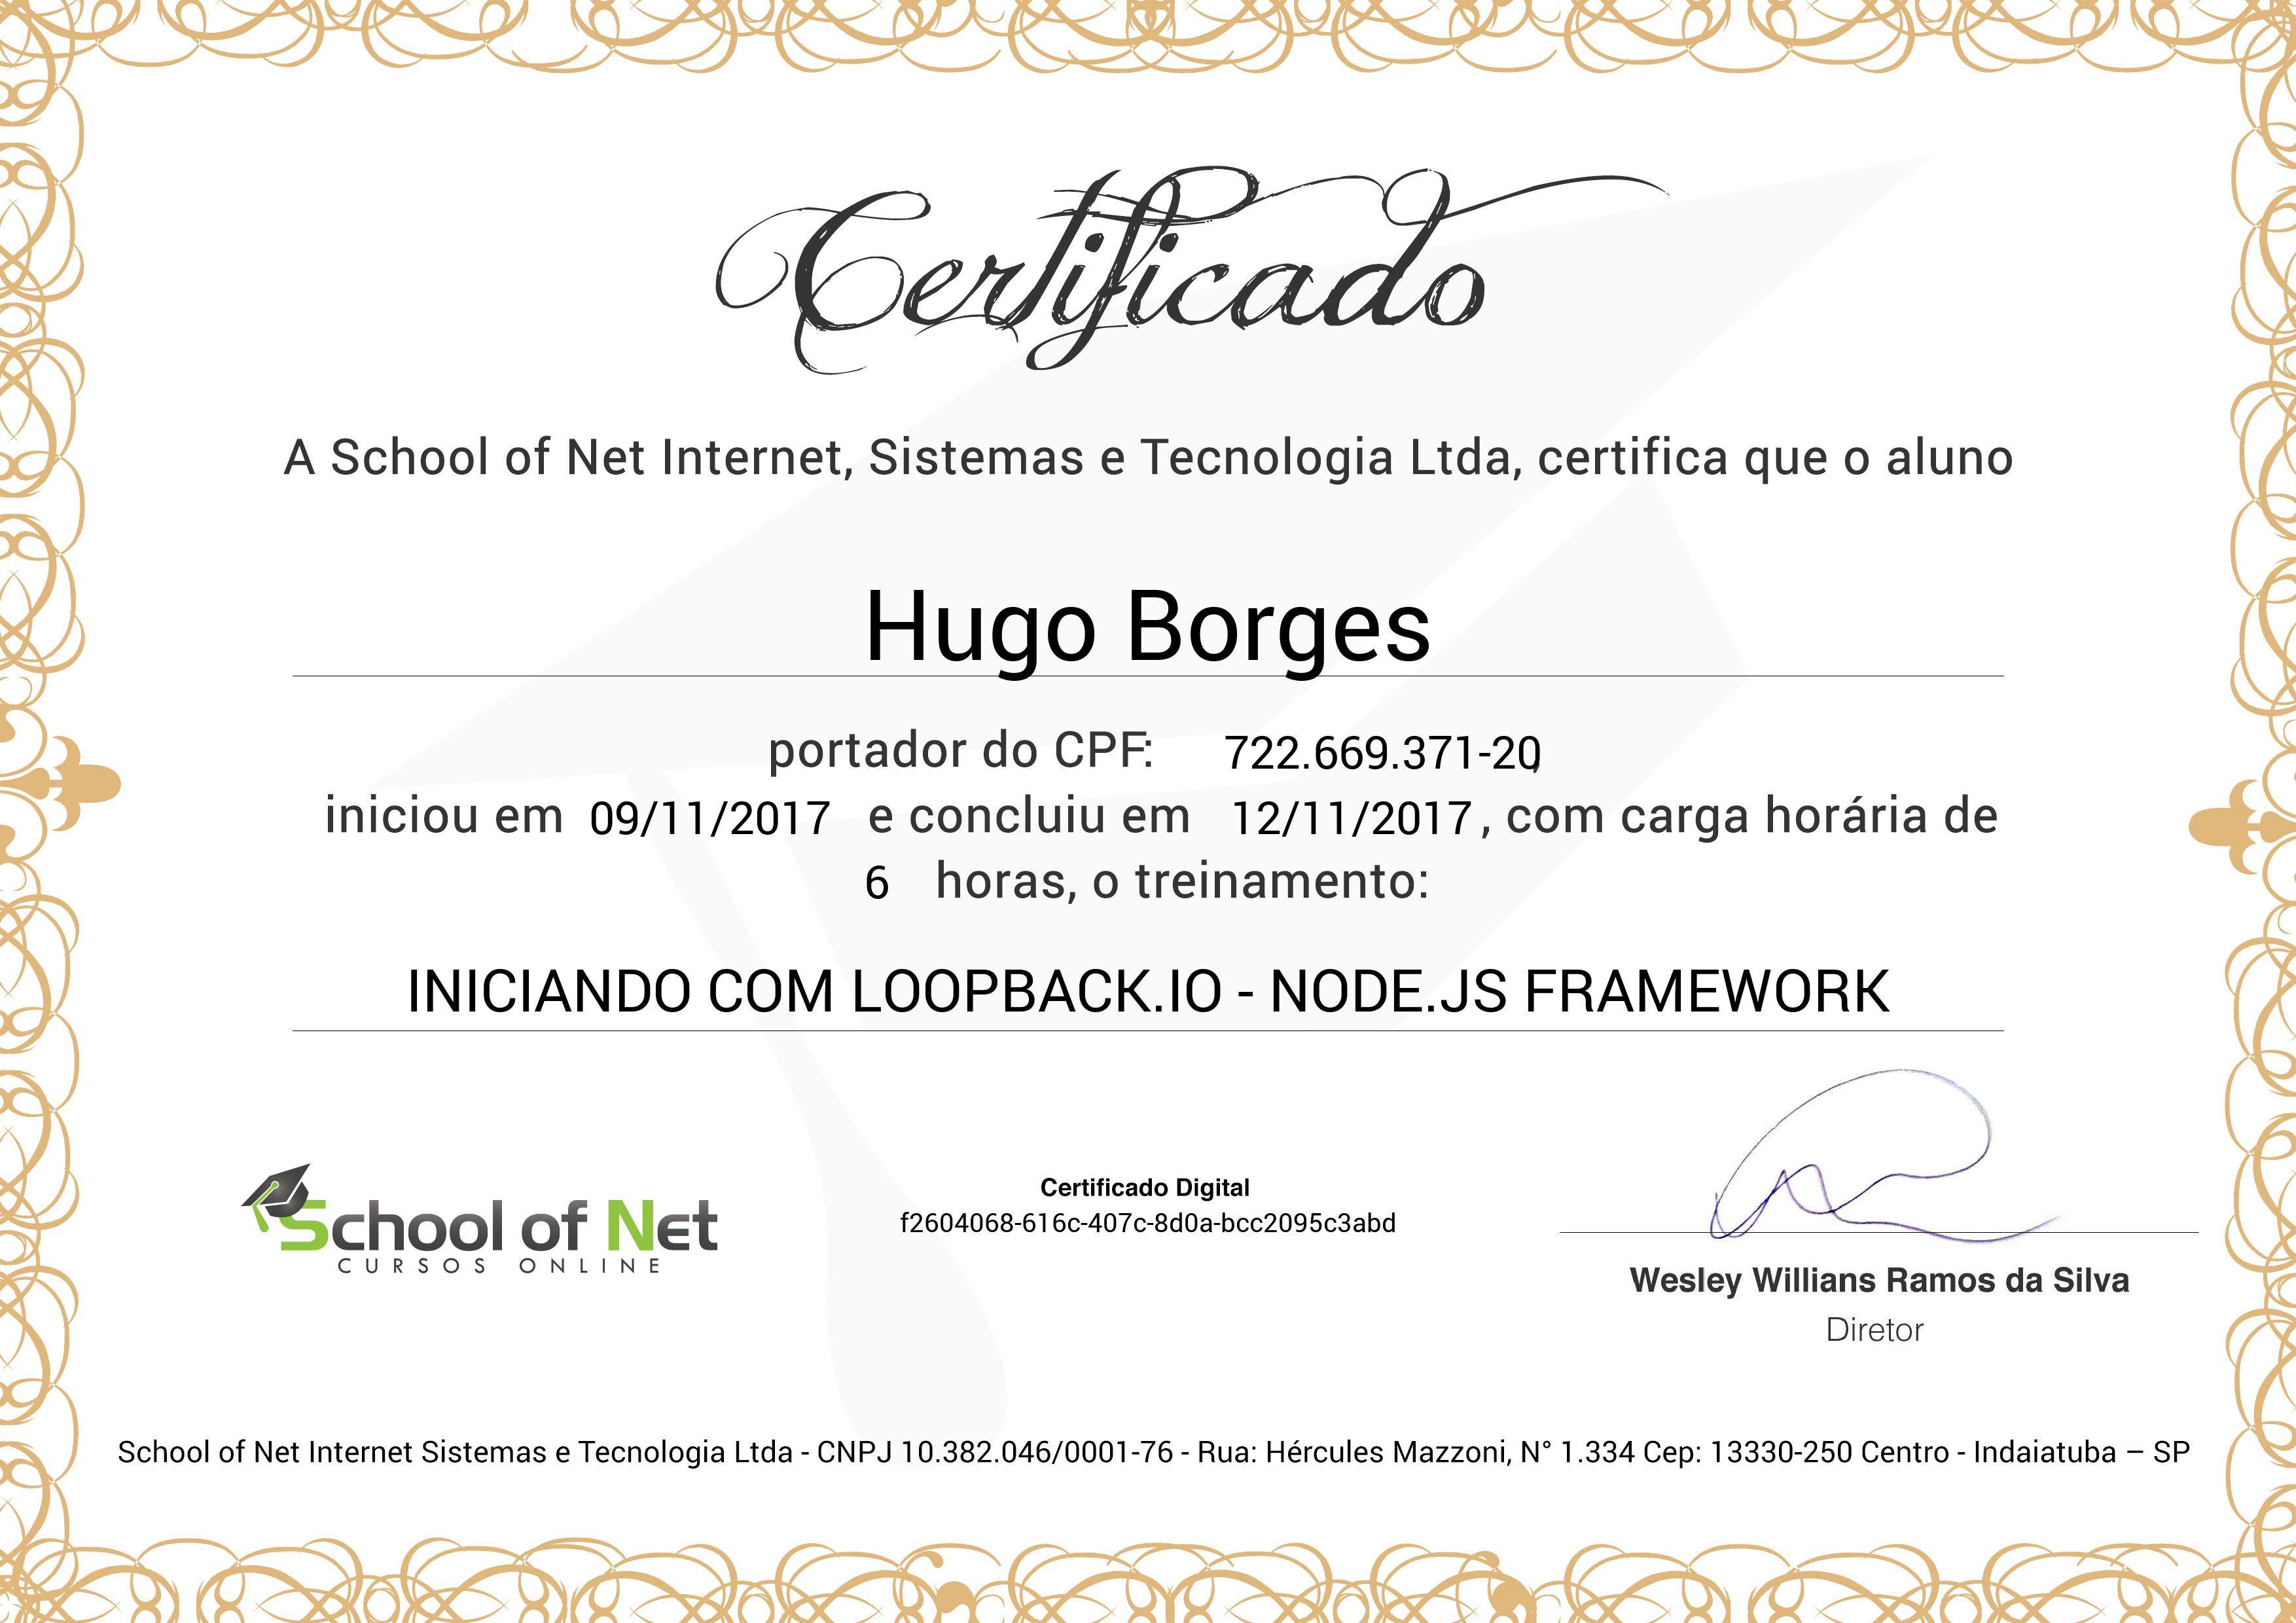 Certificado
A School of Net Internet, Sistemas e Tecnologia Ltda, certifica que o aluno
Hugo Borges
portador do CPF: 722.669.371-20,
iniciou em 09/11/2017 e concluiu em 12/11/2017, com carga horária de
6 horas, o treinamento:
INICIANDO COM LOOPBACK.IO - NODE.JS FRAMEWORK
School of Net
CURSOS ONLINE
Certificado Digital
f2604068-616c-407c-8d0a-bcc2095c3abd
Wesley Willians Ramos da Silva
Diretor
School of Net Internet Sistemas e Tecnologia Ltda - CNPJ 10.382.046/0001-76 - Rua: Hércules Mazzoni, N° 1.334 Cep: 13330-250 Centro - Indaiatuba – SP